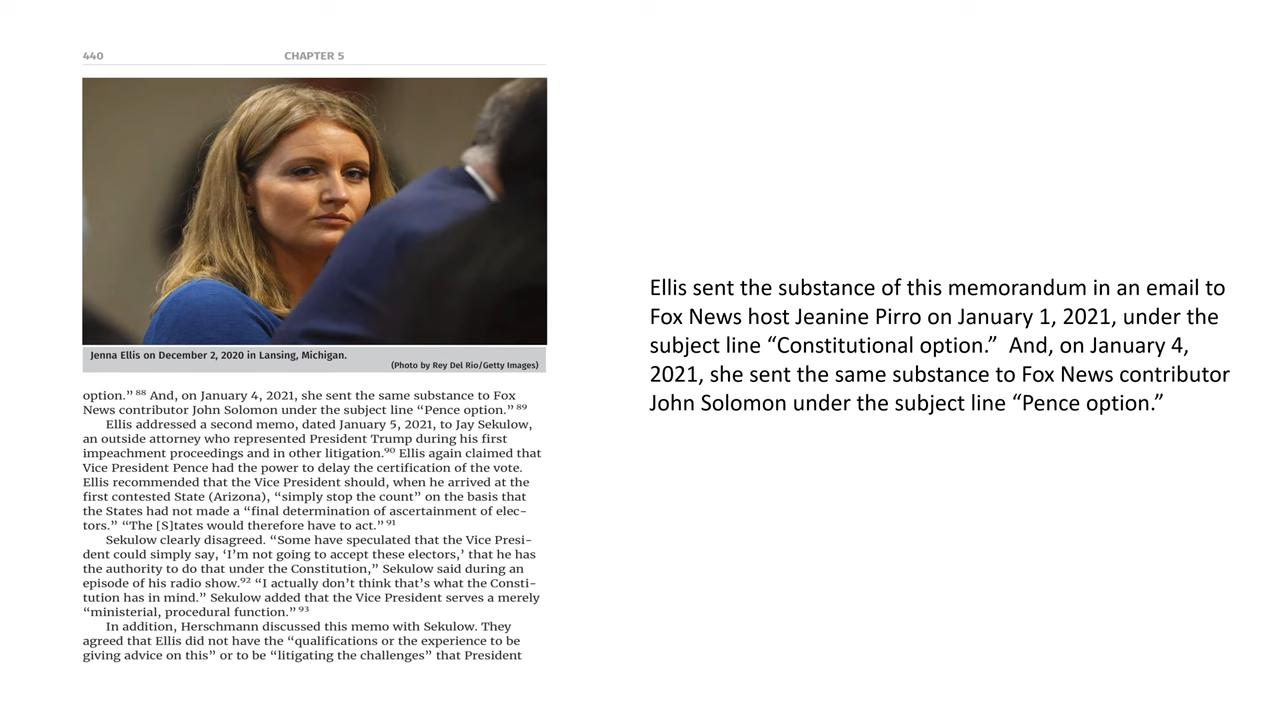 440
CHAPTER 5
Jenna Ellis on December 2, 2020 in Lansing, Michigan.
(Photo by Rey Del Rio/Getty Images)
option.” 88 And, on January 4, 2021, she sent the same substance to Fox
News contributor John Solomon under the subject line “Pence option.” 89
Ellis addressed a second memo, dated January 5, 2021, to Jay Sekulow,
an outside attorney who represented President Trump during his first
impeachment proceedings and in other litigation.90 Ellis again claimed that
Vice President Pence had the power to delay the certification of the vote.
Ellis recommended that the Vice President should, when he arrived at the
first contested State (Arizona), “simply stop the count” on the basis that
the States had not made a “final determination of ascertainment of elec-
tors.” “The [S]tates would therefore have to act.” 91
Sekulow clearly disagreed. “Some have speculated that the Vice Presi-
dent could simply say, ‘I’m not going to accept these electors,’ that he has
the authority to do that under the Constitution,” Sekulow said during an
episode of his radio show.92 “I actually don’t think that’s what the Consti-
tution has in mind.” Sekulow added that the Vice President serves a merely
“ministerial, procedural function.” 93
In addition, Herschmann discussed this memo with Sekulow. They
agreed that Ellis did not have the “qualifications or the experience to be
giving advice on this” or to be “litigating the challenges” that President
Ellis sent the substance of this memorandum in an email to
Fox News host Jeanine Pirro on January 1, 2021, under the
subject line “Constitutional option.”  And, on January 4,
2021, she sent the same substance to Fox News contributor
John Solomon under the subject line “Pence option.”